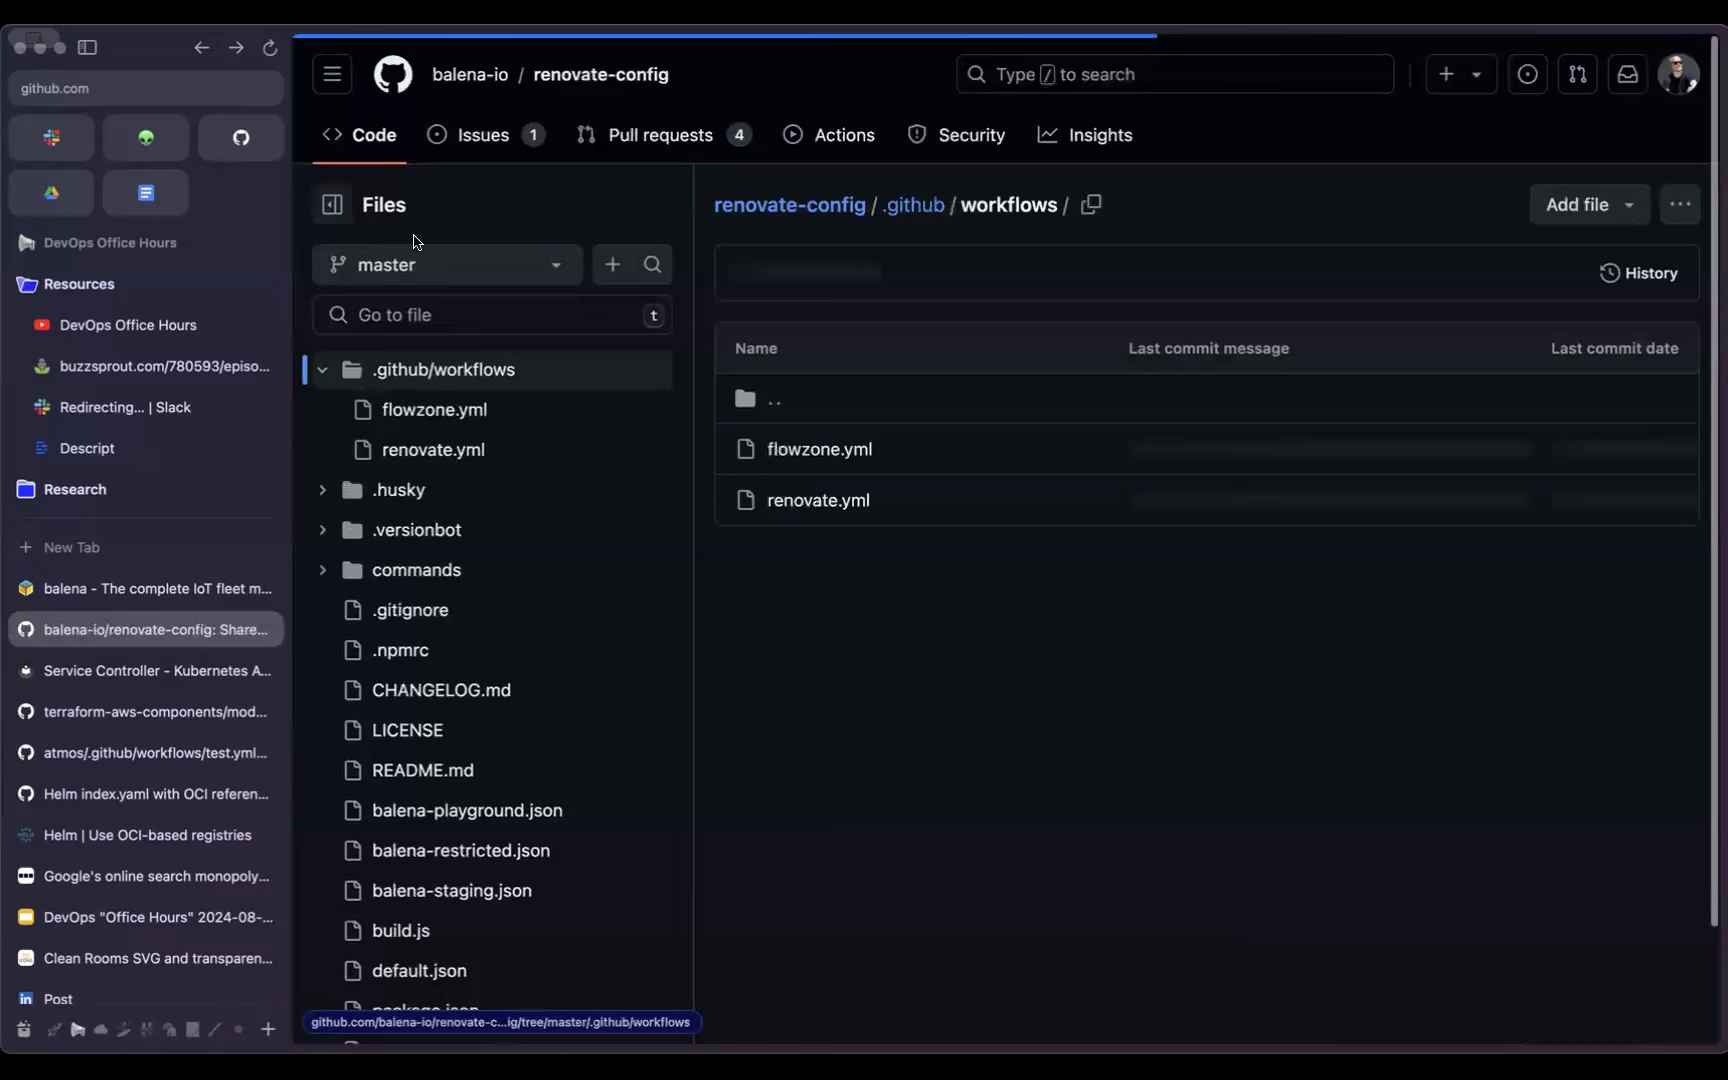 github.com
DevOps Office Hours
Resources
DevOps Office Hours
buzzsprout.com/780593/episo...
Redirecting... | Slack
Descript
Research
New Tab
balena - The complete IoT fleet m...
balena-io/renovate-config: Share...
Service Controller - Kubernetes A...
terraform-aws-components/mod...
atmos/.github/workflows/test.yml...
Helm index.yaml with OCI referen...
Helm | Use OCI-based registries
Google's online search monopoly...
DevOps "Office Hours" 2024-08-...
Clean Rooms SVG and transparen...
Post
balena-io / renovate-config
Type / to search
Code
Issues 1
Pull requests 4
Actions
Security
Insights
Files
master
Go to file
t
.github/workflows
flowzone.yml
renovate.yml
.husky
.versionbot
commands
.gitignore
.npmrc
CHANGELOG.md
LICENSE
README.md
balena-playground.json
balena-restricted.json
balena-staging.json
build.js
default.json
package.json
github.com/balena-io/renovate-c...ig/tree/master/.github/workflows
renovate-config / .github / workflows /
Add file
History
Name Last commit message Last commit date
..
flowzone.yml
renovate.yml